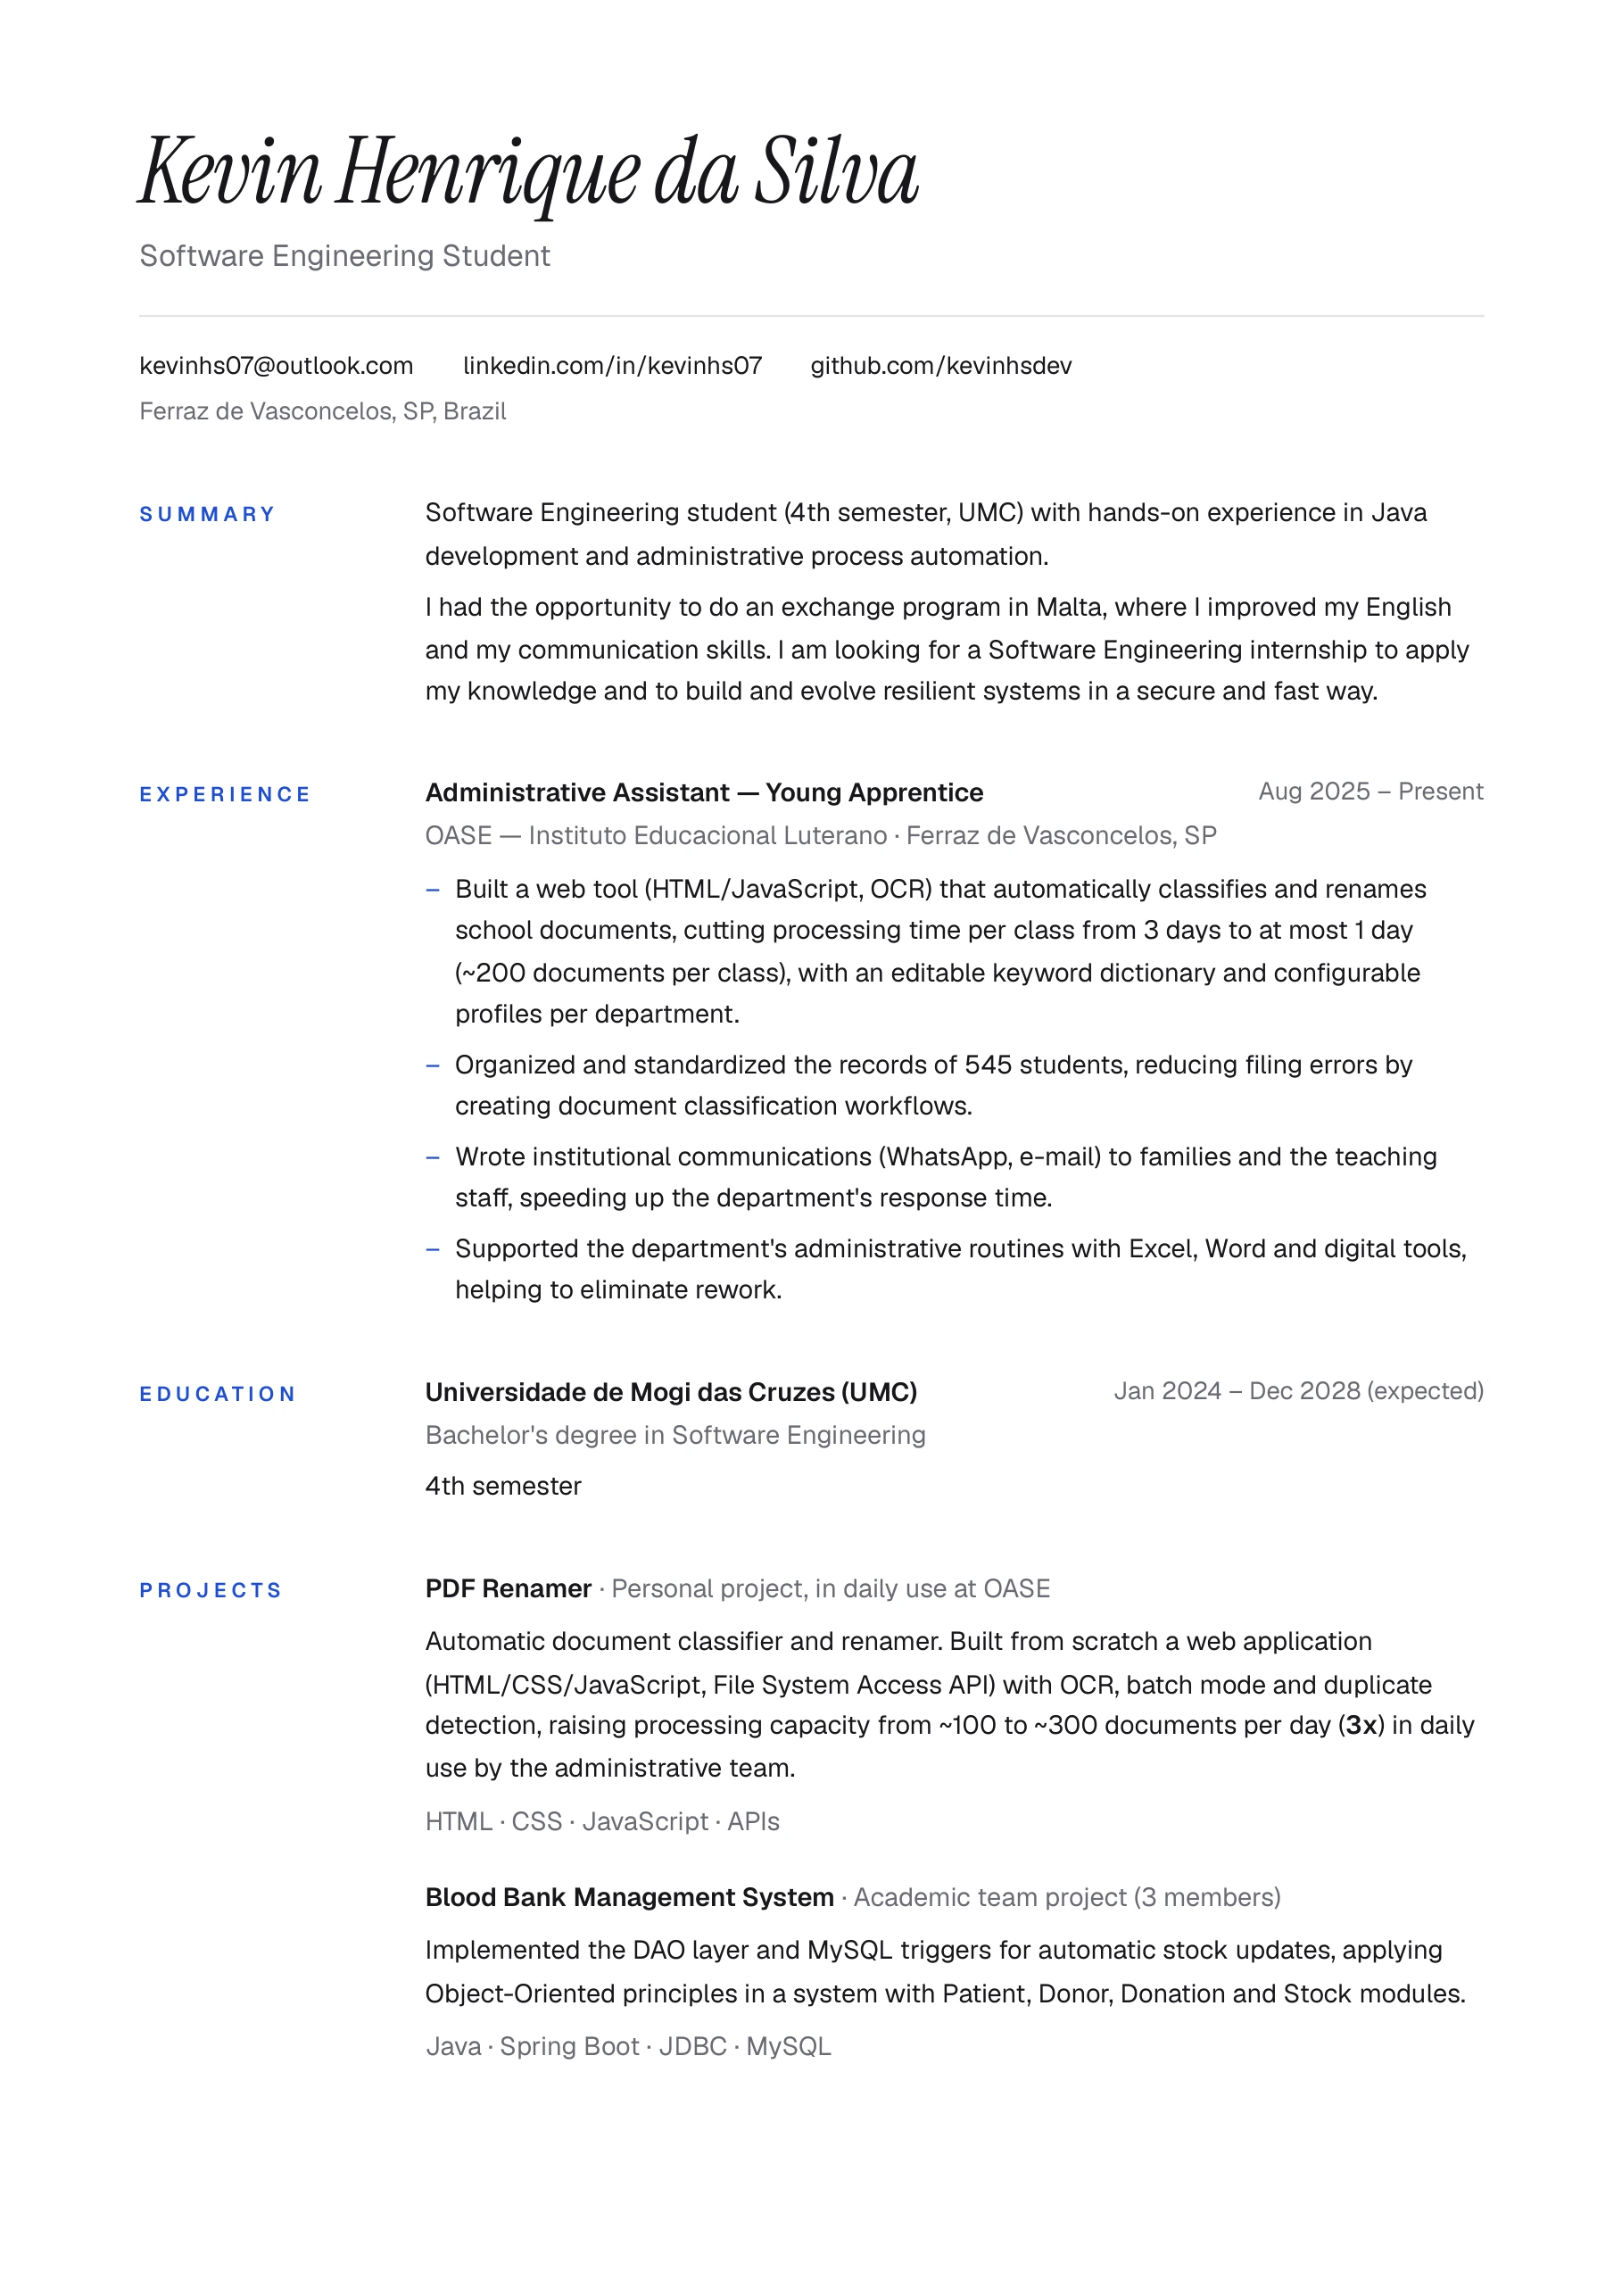 Kevin Henrique da Silva
Software Engineering Student
kevinhs07@outlook.com linkedin.com/in/kevinhs07 github.com/kevinhsdev
Ferraz de Vasconcelos, SP, Brazil
SUMMARY
Software Engineering student (4th semester, UMC) with hands-on experience in Java
development and administrative process automation.
I had the opportunity to do an exchange program in Malta, where I improved my English
and my communication skills. I am looking for a Software Engineering internship to apply
my knowledge and to build and evolve resilient systems in a secure and fast way.
EXPERIENCE
Administrative Assistant — Young Apprentice Aug 2025 – Present
OASE — Instituto Educacional Luterano · Ferraz de Vasconcelos, SP
– Built a web tool (HTML/JavaScript, OCR) that automatically classifies and renames
school documents, cutting processing time per class from 3 days to at most 1 day
(~200 documents per class), with an editable keyword dictionary and configurable
profiles per department.
– Organized and standardized the records of 545 students, reducing filing errors by
creating document classification workflows.
– Wrote institutional communications (WhatsApp, e-mail) to families and the teaching
staff, speeding up the department's response time.
– Supported the department's administrative routines with Excel, Word and digital tools,
helping to eliminate rework.
EDUCATION
Universidade de Mogi das Cruzes (UMC) Jan 2024 – Dec 2028 (expected)
Bachelor's degree in Software Engineering
4th semester
PROJECTS
PDF Renamer · Personal project, in daily use at OASE
Automatic document classifier and renamer. Built from scratch a web application
(HTML/CSS/JavaScript, File System Access API) with OCR, batch mode and duplicate
detection, raising processing capacity from ~100 to ~300 documents per day (3x) in daily
use by the administrative team.
HTML · CSS · JavaScript · APIs
Blood Bank Management System · Academic team project (3 members)
Implemented the DAO layer and MySQL triggers for automatic stock updates, applying
Object-Oriented principles in a system with Patient, Donor, Donation and Stock modules.
Java · Spring Boot · JDBC · MySQL